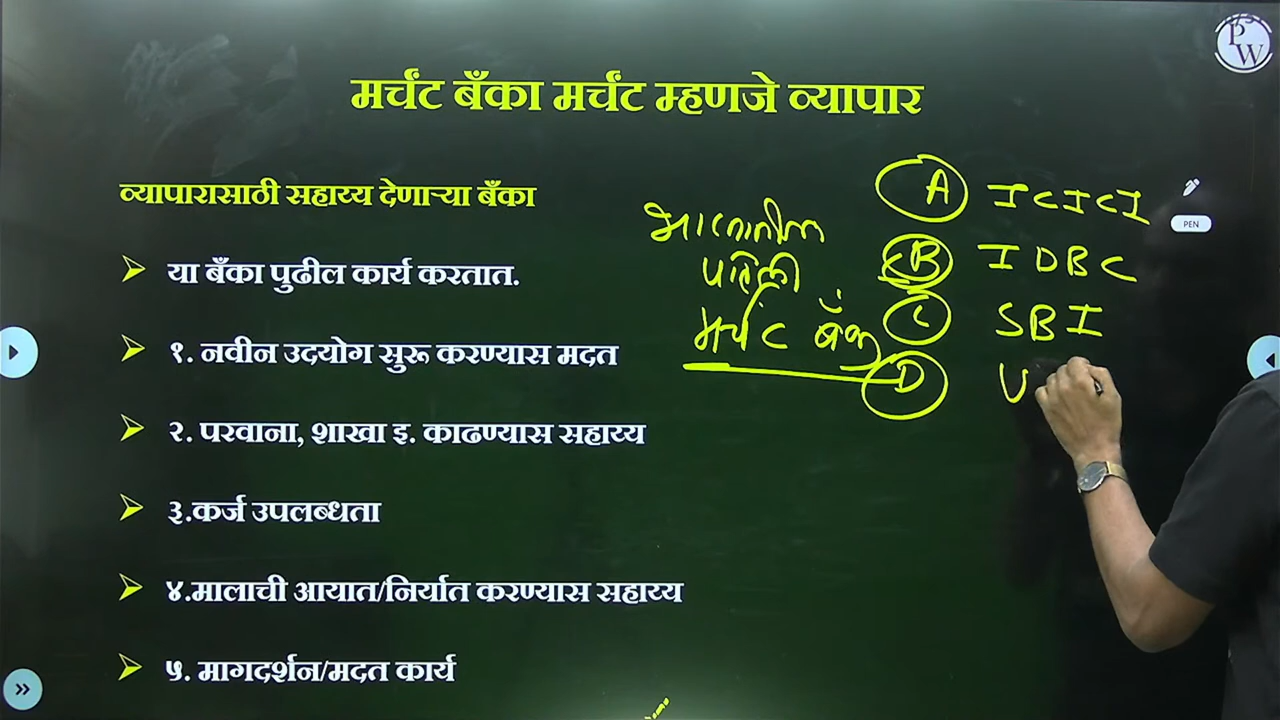 PW
मर्चंट बँका मर्चंट म्हणजे व्यापार
व्यापारासाठी सहाय्य देणाऱ्या बँका
या बँका पुढील कार्य करतात.
१. नवीन उदयोग सुरू करण्यास मदत
२. परवाना, शाखा इ. काढण्यास सहाय्य
३.कर्ज उपलब्धता
४.मालाची आयात/निर्यात करण्यास सहाय्य
५. मागदर्शन/मदत कार्य
भारतातील
पहिली
मर्चंट बँक
A ICICI
B IDBC
C SBI
D U
PEN